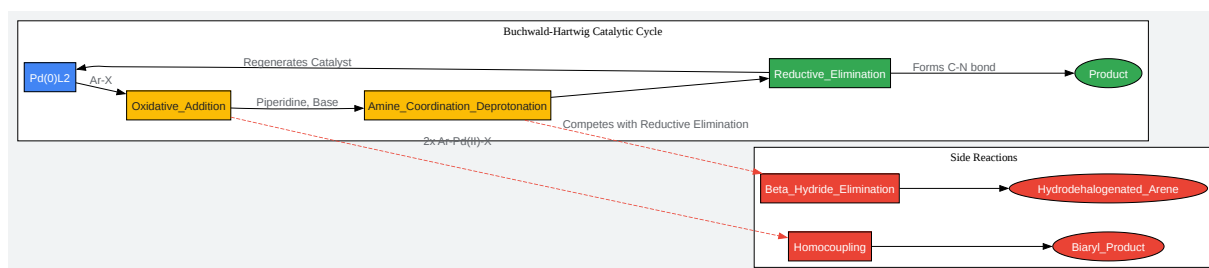 Buchwald-Hartwig Catalytic Cycle
Pd(0)L2
Ar-X
Regenerates Catalyst
Oxidative_Addition
Piperidine, Base
Amine_Coordination_Deprotonation
Reductive_Elimination
Forms C-N bond
Product
Competes with Reductive Elimination
2x Ar-Pd(II)-X
Side Reactions
Beta_Hydride_Elimination
Hydrodehalogenated_Arene
Homocoupling
Biaryl_Product